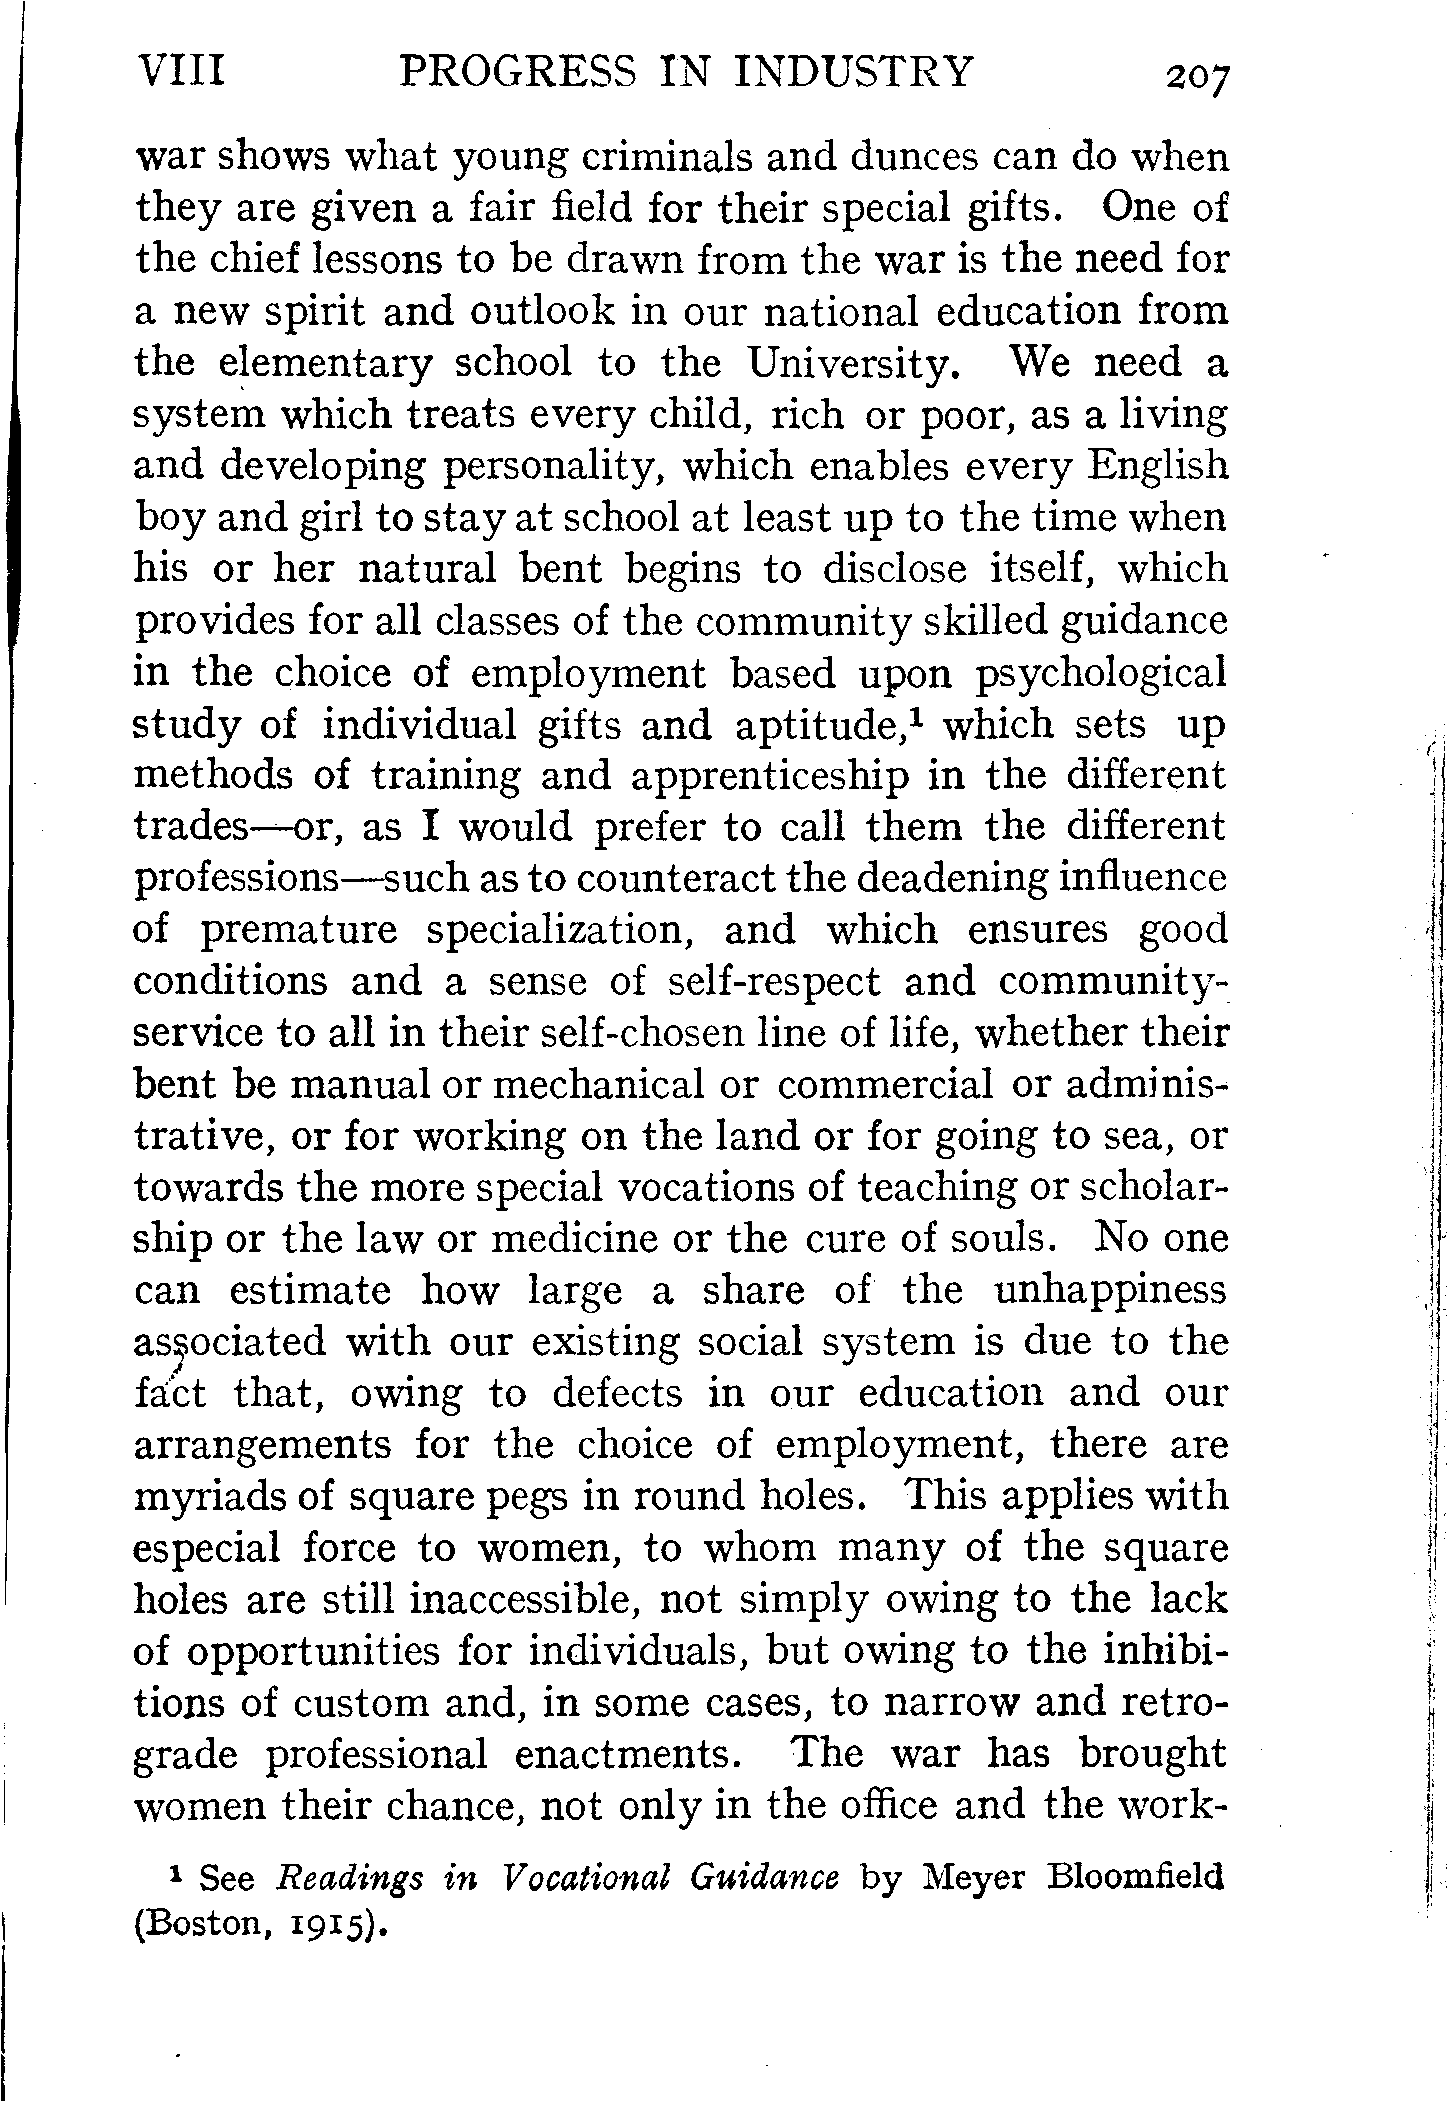 VIII PROGRESS IN INDUSTRY 207
war shows what young criminals and dunces can do when
they are given a fair field for their special gifts. One of
the chief lessons to be drawn from the war is the need for
a new spirit and outlook in our national education from
the elementary school to the University. We need a
system which treats every child, rich or poor, as a living
and developing personality, which enables every English
boy and girl to stay at school at least up to the time when
his or her natural bent begins to disclose itself, which
provides for all classes of the community skilled guidance
in the choice of employment based upon psychological
study of individual gifts and aptitude,¹ which sets up
methods of training and apprenticeship in the different
trades—or, as I would prefer to call them the different
professions—such as to counteract the deadening influence
of premature specialization, and which ensures good
conditions and a sense of self-respect and community-
service to all in their self-chosen line of life, whether their
bent be manual or mechanical or commercial or adminis-
trative, or for working on the land or for going to sea, or
towards the more special vocations of teaching or scholar-
ship or the law or medicine or the cure of souls. No one
can estimate how large a share of the unhappiness
associated with our existing social system is due to the
fact that, owing to defects in our education and our
arrangements for the choice of employment, there are
myriads of square pegs in round holes. This applies with
especial force to women, to whom many of the square
holes are still inaccessible, not simply owing to the lack
of opportunities for individuals, but owing to the inhibi-
tions of custom and, in some cases, to narrow and retro-
grade professional enactments. The war has brought
women their chance, not only in the office and the work-
¹ See Readings in Vocational Guidance by Meyer Bloomfield
(Boston, 1915).